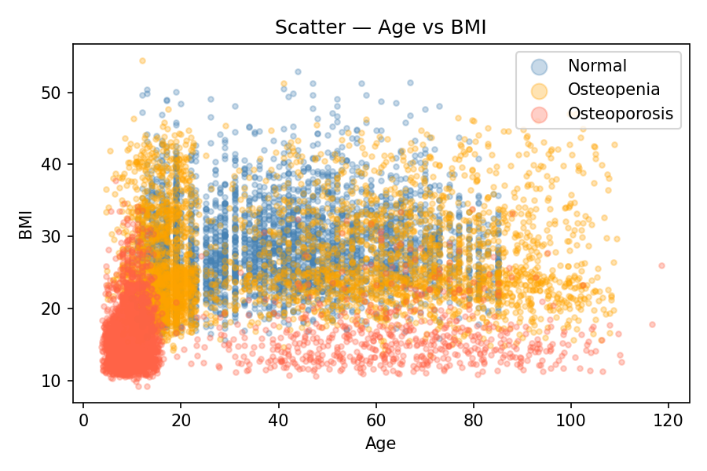 Scatter — Age vs BMI
Normal
Osteopenia
Osteoporosis
BMI
50
40
30
20
10
0 20 40 60 80 100 120
Age